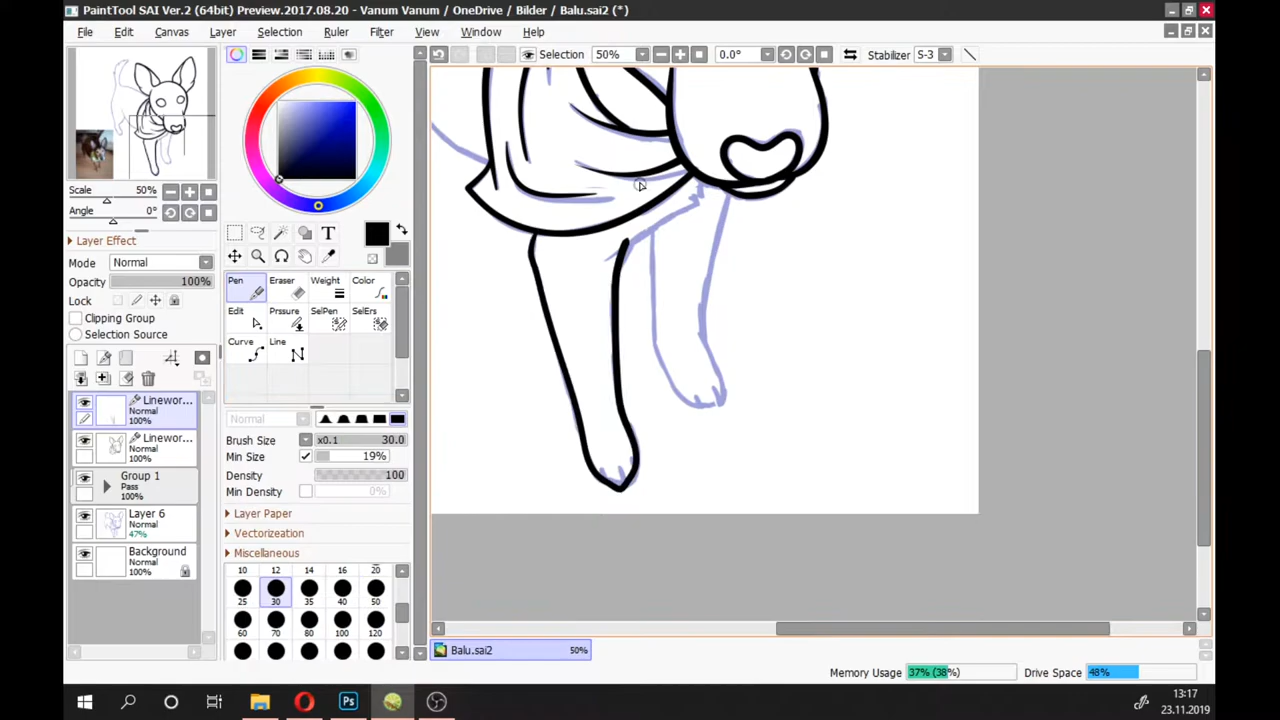 PaintTool SAI Ver.2 (64bit) Preview.2017.08.20 - Vanum Vanum / OneDrive / Bilder / Balu.sai2 (*)
File Edit Canvas Layer Selection Ruler Filter View Window Help
Selection 50% 0.0° Stabilizer S-3
Scale 50%
Angle 0°
Layer Effect
Mode Normal
Opacity 100%
Lock
Clipping Group
Selection Source
Linewor...
Normal
100%
Linewor...
Normal
100%
Group 1
Pass
100%
Layer 6
Normal
47%
Background
Normal
100%
T
Pen Eraser Weight Color
Edit Prssure SelPen SelErs
Curve Line
Normal
Brush Size x0.1 30.0
Min Size 19%
Density 100
Min Density 0%
Layer Paper
Vectorization
Miscellaneous
10 12 14 16 20
25 30 35 40 50
60 70 80 100 120
Balu.sai2 50%
Memory Usage 37% (38%) Drive Space 48%
Ps
13:17
23.11.2019